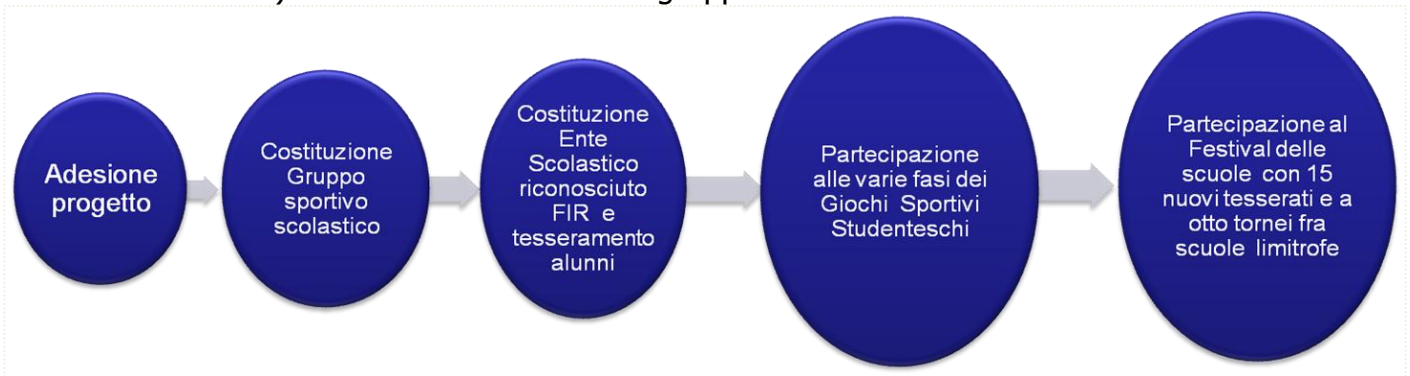 Adesione
progetto
Costituzione
Gruppo
sportivo
scolastico
Costituzione
Ente
Scolastico
riconosciuto
FIR e
tesseramento
alunni
Partecipazione
alle varie fasi dei
Giochi Sportivi
Studenteschi
Partecipazione al
Festival delle
scuole con 15
nuovi tesserati e a
otto tornei fra
scuole limitrofe